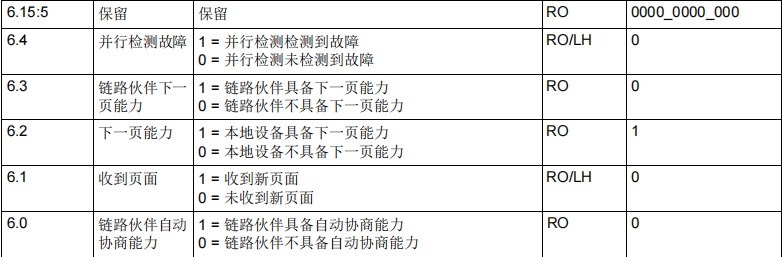 6.15:5 保留 保留 RO 0000_0000_000
6.4 并行检测故障 1 = 并行检测检测到故障 RO/LH 0
0 = 并行检测未检测到故障
6.3 链路伙伴下一 1 = 链路伙伴具备下一页能力 RO 0
页能力 0 = 链路伙伴不具备下一页能力
6.2 下一页能力 1 = 本地设备具备下一页能力 RO 1
0 = 本地设备不具备下一页能力
6.1 收到页面 1 = 收到新页面 RO/LH 0
0 = 未收到新页面
6.0 链路伙伴自动 1 = 链路伙伴具备自动协商能力 RO 0
协商能力 0 = 链路伙伴不具备自动协商能力